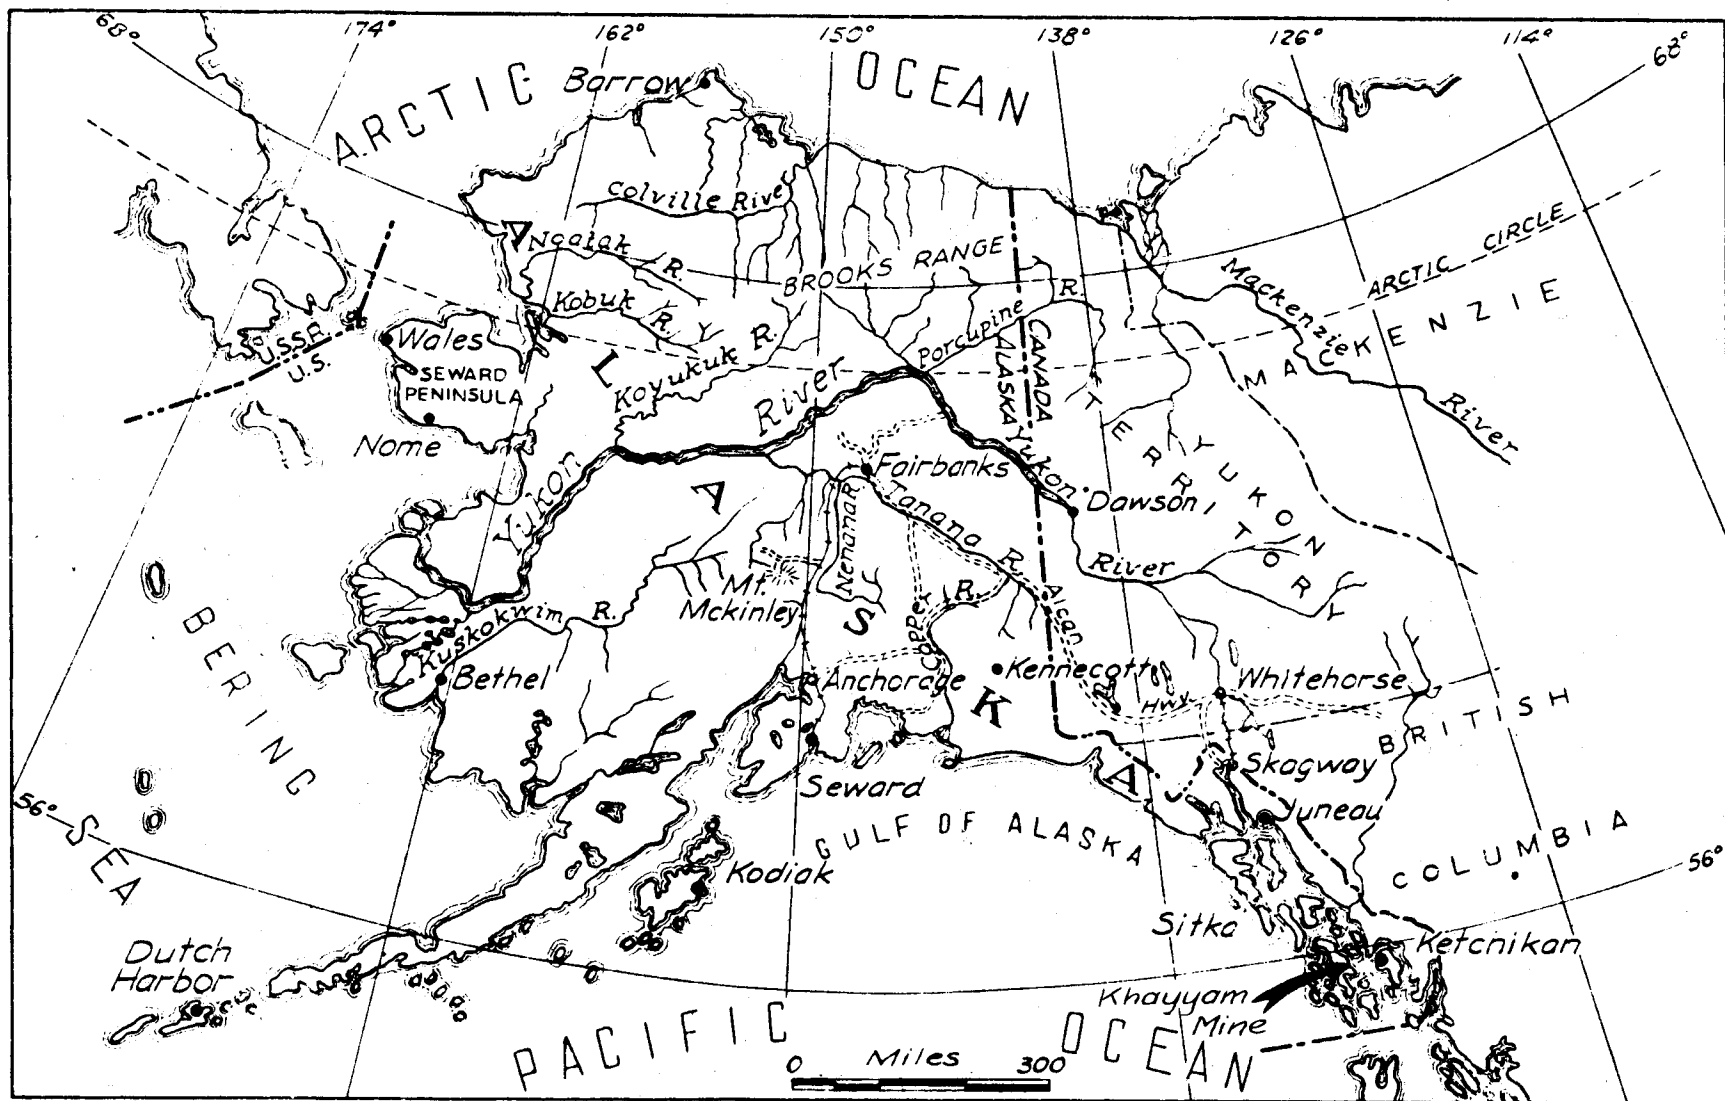 68° 174° 162° 150° 138° 126° 114° 68°
ARCTIC OCEAN
Barrow
Colville River
Noatak R.
BROOKS RANGE
Kobuk R.
Koyukuk R.
Porcupine R.
Mackenzie River
ARCTIC CIRCLE
MACKENZIE
U.S.S.R.
U.S.
Wales
SEWARD
PENINSULA
Nome
CANADA
ALASKA
ALASKA
Yukon River
Fairbanks
Yukon
Dawson
River
YUKON
TERRITORY
Tanana R.
Nenana R.
Mt.
Mckinley
Copper R.
Alcan
Hwy
Kuskokwim R.
Bethel
Anchorage
Kennecott
Whitehorse
BERING
SEA
BRITISH
COLUMBIA
Seward
Skagway
Juneau
GULF OF ALASKA
Kodiak
56° 56°
Sitka
Ketchikan
Dutch
Harbor
Khayyam
Mine
PACIFIC OCEAN
0 Miles 300